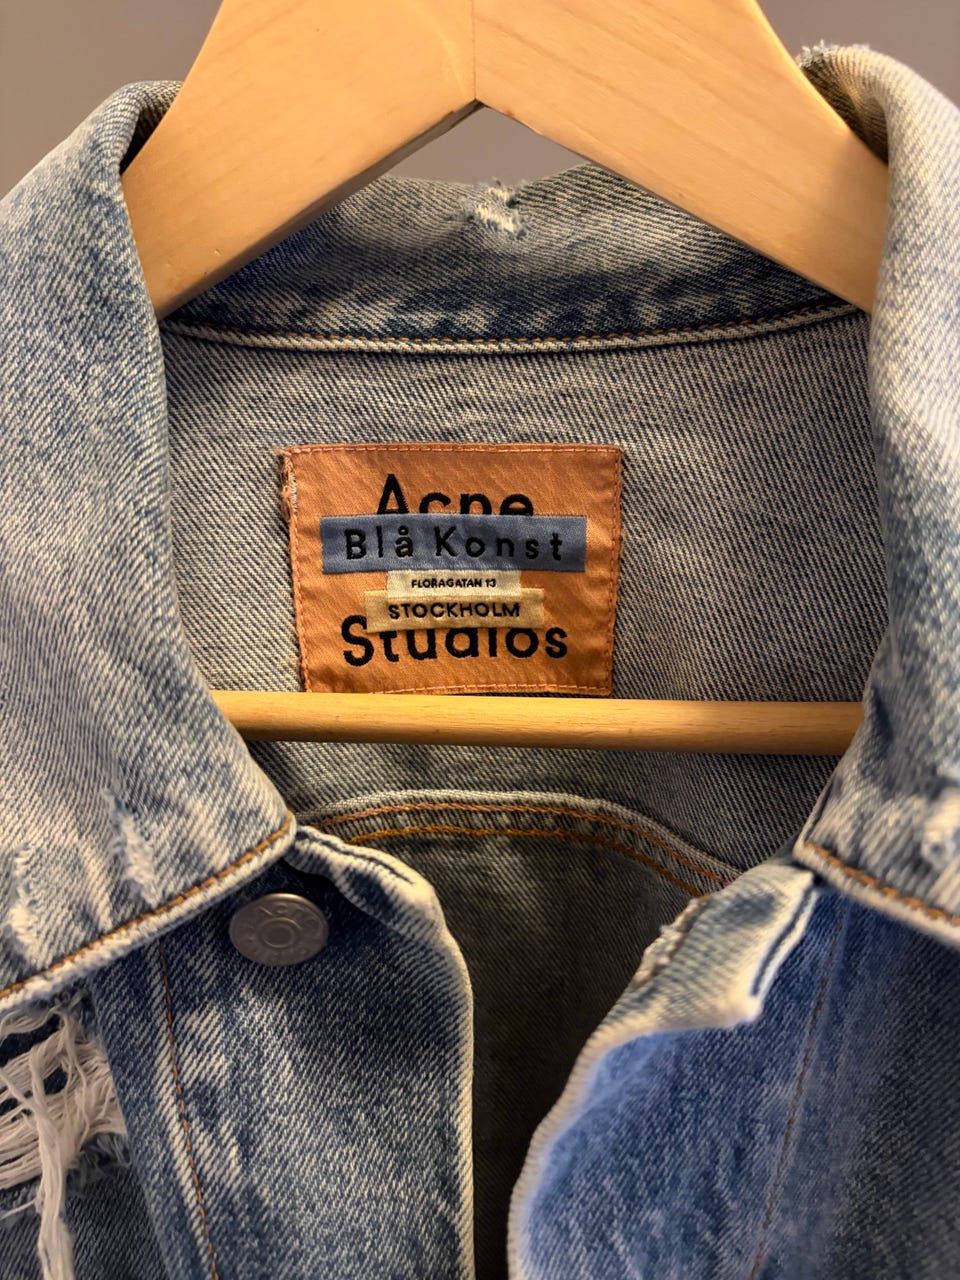 Acne
Blå Konst
FLORAGATAN 13
STOCKHOLM
Studios